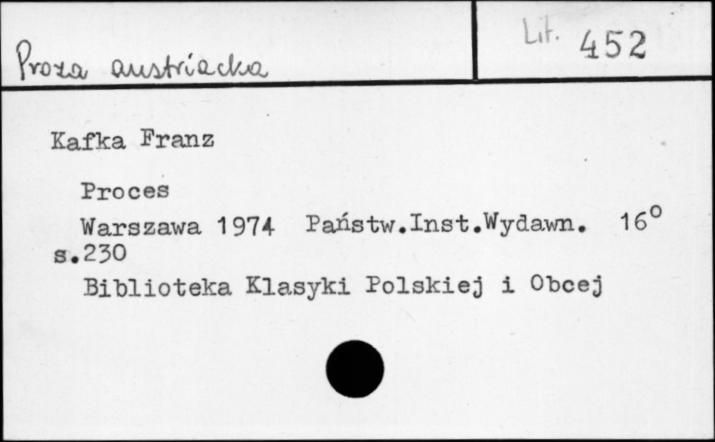 Proza austriacka
Lit. 452
Kafka Franz
Proces
Warszawa 1974 Państw.Inst.Wydawn. 16°
s.230
Biblioteka Klasyki Polskiej i Obcej